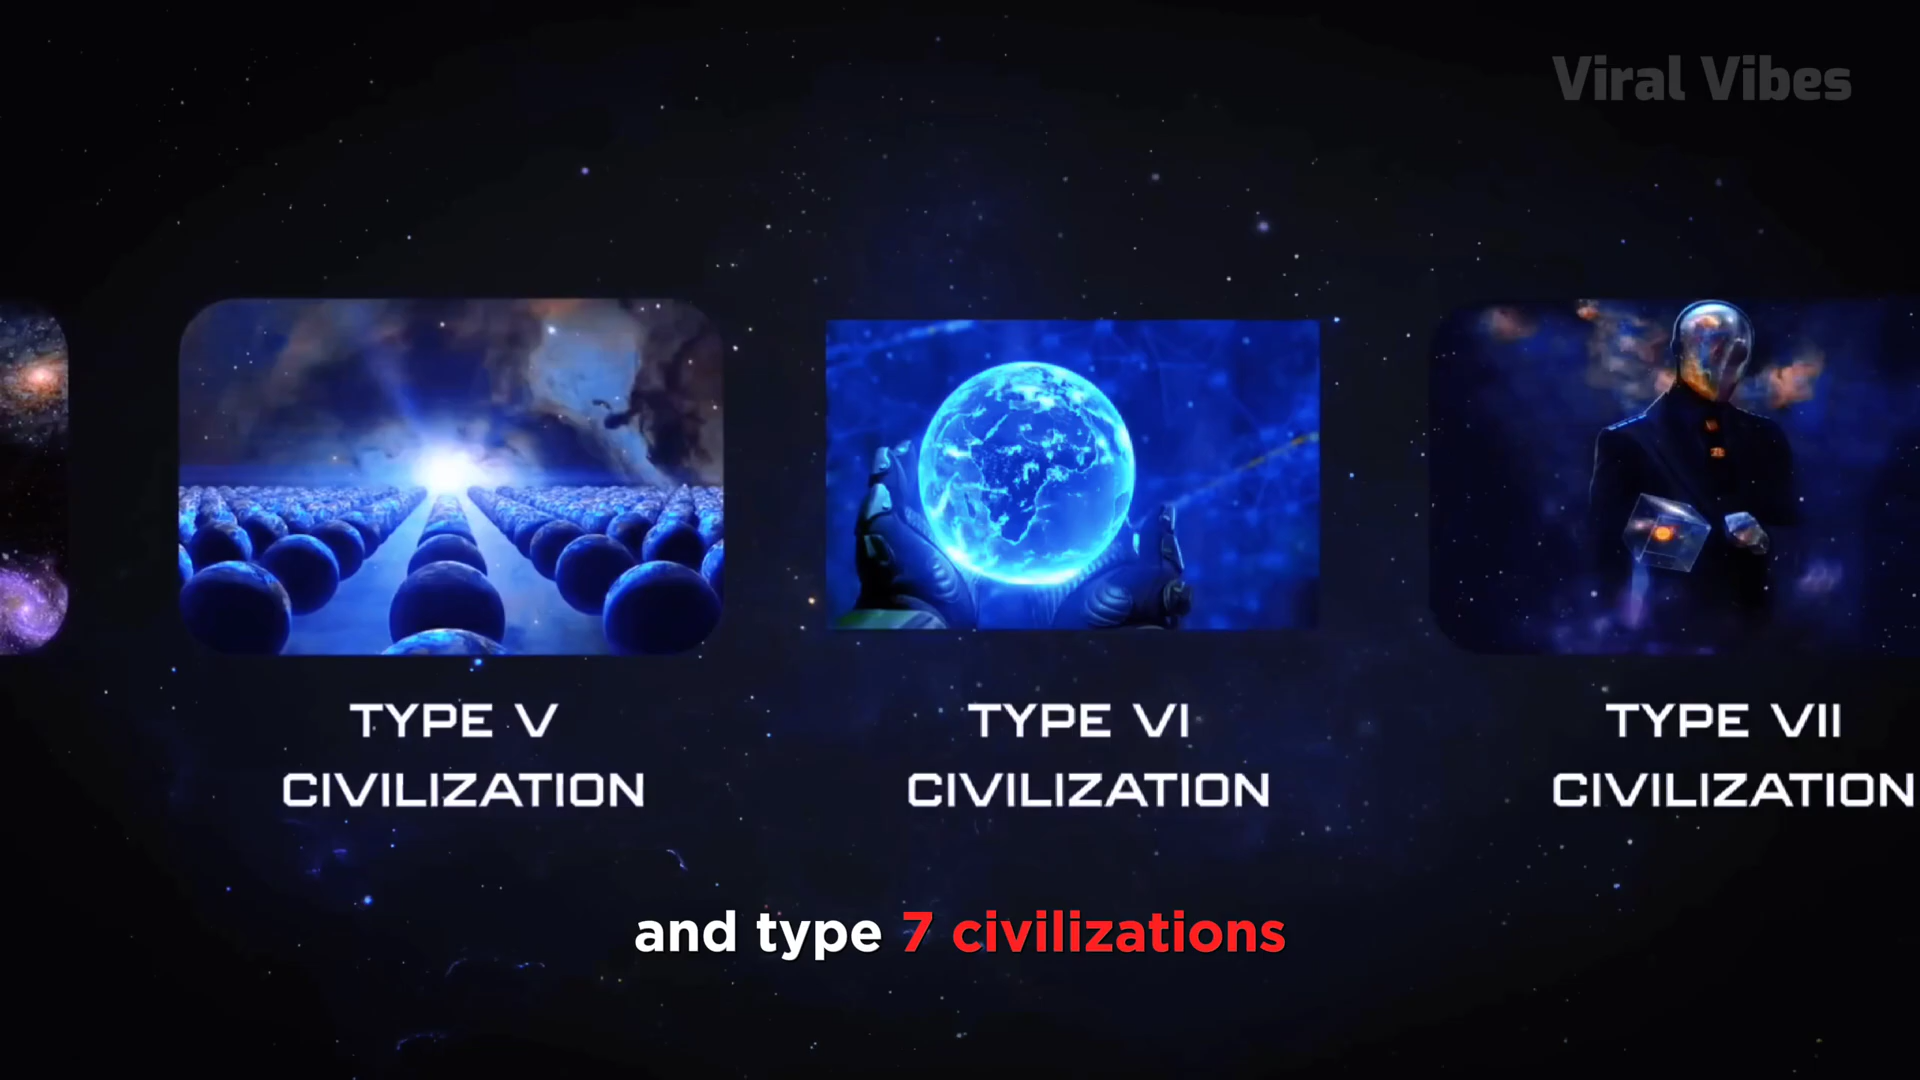 Viral Vibes
TYPE V
CIVILIZATION
TYPE VI
CIVILIZATION
TYPE VII
CIVILIZATION
and type 7 civilizations